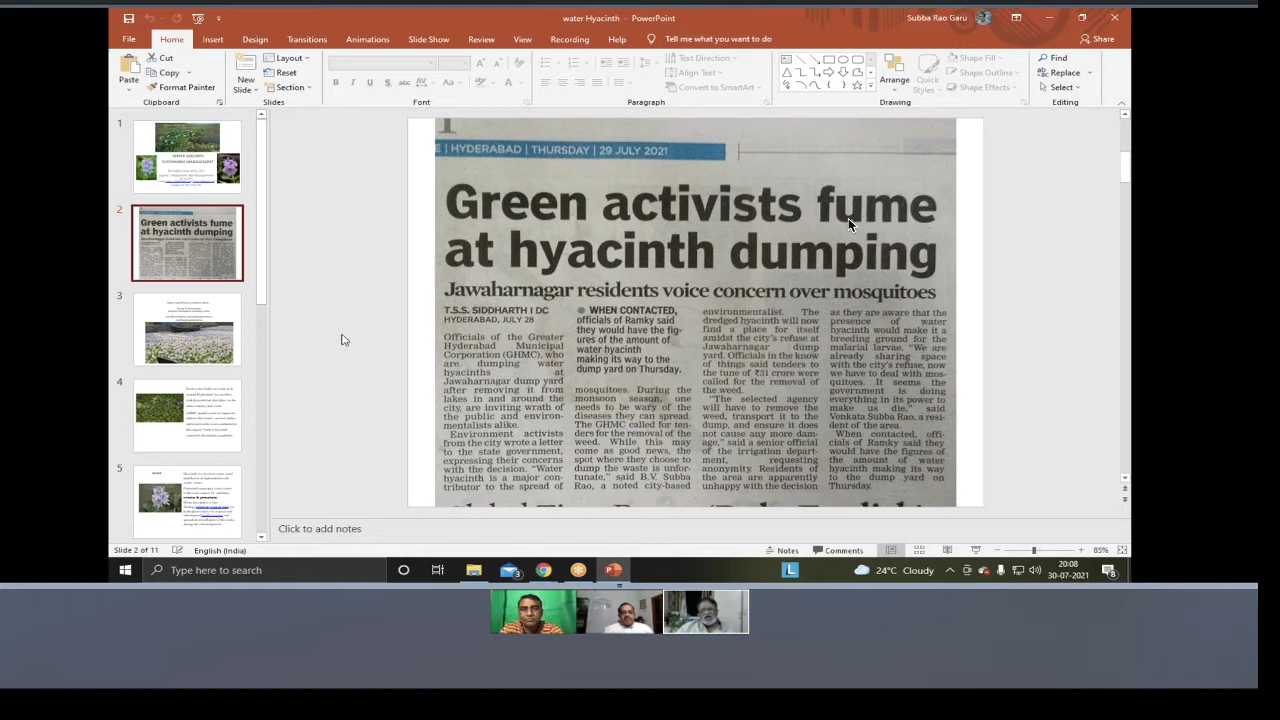 water Hyacinth - PowerPoint
Subba Rao Garu
File Home Insert Design Transitions Animations Slide Show Review View Recording Help Tell me what you want to do
Share
Paste
Cut
Copy
Format Painter
Clipboard
New
Slide
Layout
Reset
Section
Slides
Font
Text Direction
Align Text
Convert to SmartArt
Paragraph
Arrange
Quick
Styles
Shape Fill
Shape Outline
Shape Effects
Drawing
Find
Replace
Select
Editing
1
WATER HYACINTH
SUSTAINABLE MANAGEMENT
2
Green activists fume
at hyacinth dumping
3
4
5
E | HYDERABAD | THURSDAY | 29 JULY 2021
Green activists fume
at hyacinth dumping
Jawaharnagar residents voice concern over mosquitoes
T.S.S. SIDDHARTH I DC
HYDERABAD, JULY 28
Officials of the Greater
Hyderabad Municipal
Corporation (GHMC), who
are dumping water
hyacinths at
Jawaharnagar dump yard
after removing it from
lakes in and around the
city, are inviting wrath of
the public and environ-
mentalists alike.
Environment activists
from the city wrote a letter
to the state government,
expressing their concerns
with the decision. "Water
hyacinth is a major con-
tributor to the spread of
WHEN CONTACTED,
officials of Ramky said
they would have the fig-
ures of the amount of
water hyacinth
making its way to the
dump yard on Thursday.
mosquitoes. During the
monsoon season, one
needs to be wary of the
diseases they can spread.
The GHMC called for ten-
ders for the removal of the
weed. While this may
come as good news, the
spot where they choose to
dump the waste is unfor-
tunate," said B.V. Subba
Rao, a noted city-based
environmentalist. The
dredged hyacinth will now
find a place for itself
amidst the city's refuse at
Jawaharnagar dump
yard. Officials in the know
of things said tenders to
the tune of ₹31 crore were
called for the removal of
the weed.
"The selected agency
will have to remove the
weed, transport it to the
dump, and ensure it does
not cause any more dam-
age," said a senior official
of the irrigation depart-
ment, requesting
anonymity. Residents of
the area are apparently
unhappy with the decision
as they are aware that the
presence of water
hyacinth would make it a
breeding ground for the
malarial larvae. "We are
already sharing space
with the city's refuse, now
we have to deal with mos-
quitoes. It seems the
government is doing
everything in its power to
make us die," said
Venkata Subba Rao, a resi-
dent of the area.
When contacted, offi-
cials of Ramky said they
would have the figures of
the amount of water
hyacinth making its way
to the dump yard on
Thursday.
Click to add notes
Slide 2 of 11
English (India)
Notes
Comments
85%
Type here to search
3
L
24°C Cloudy
20:08
30-07-2021
8